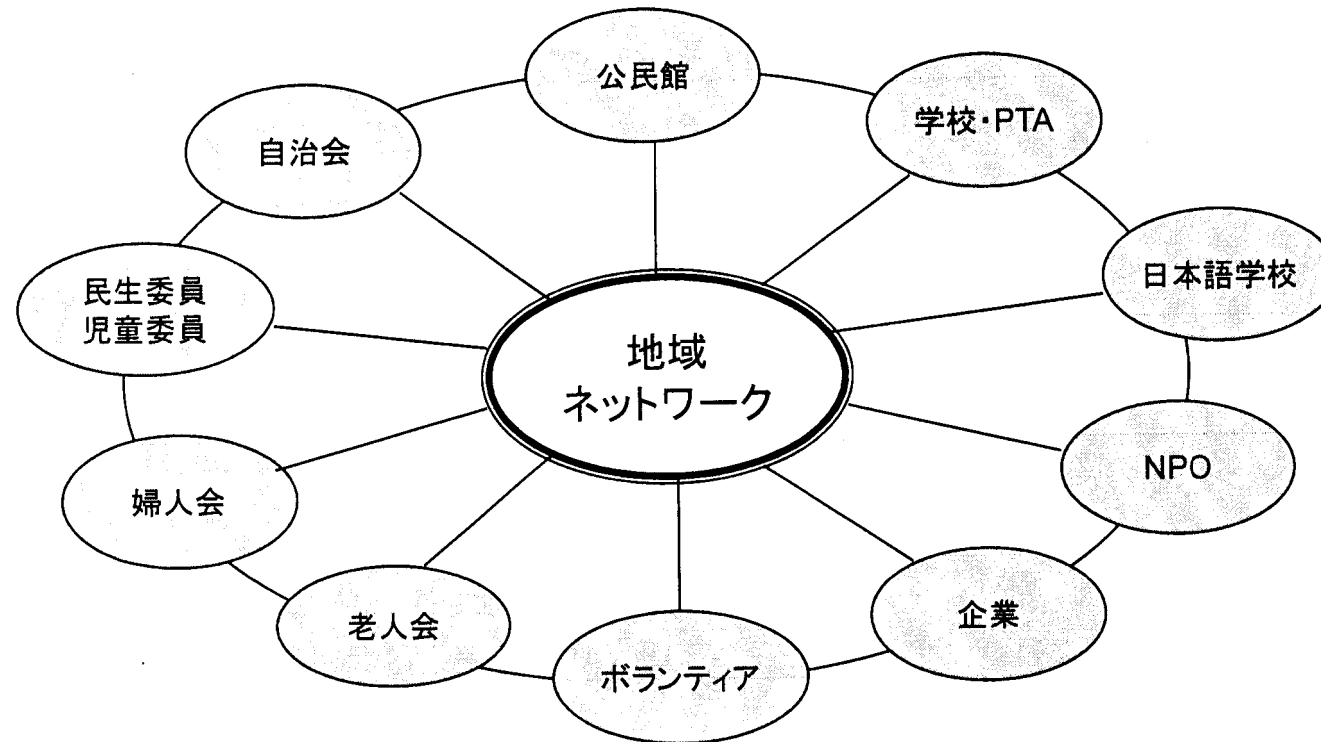 公民館
学校・PTA
自治会
日本語学校
民生委員
児童委員
地域
ネットワーク
NPO
婦人会
企業
老人会
ボランティア